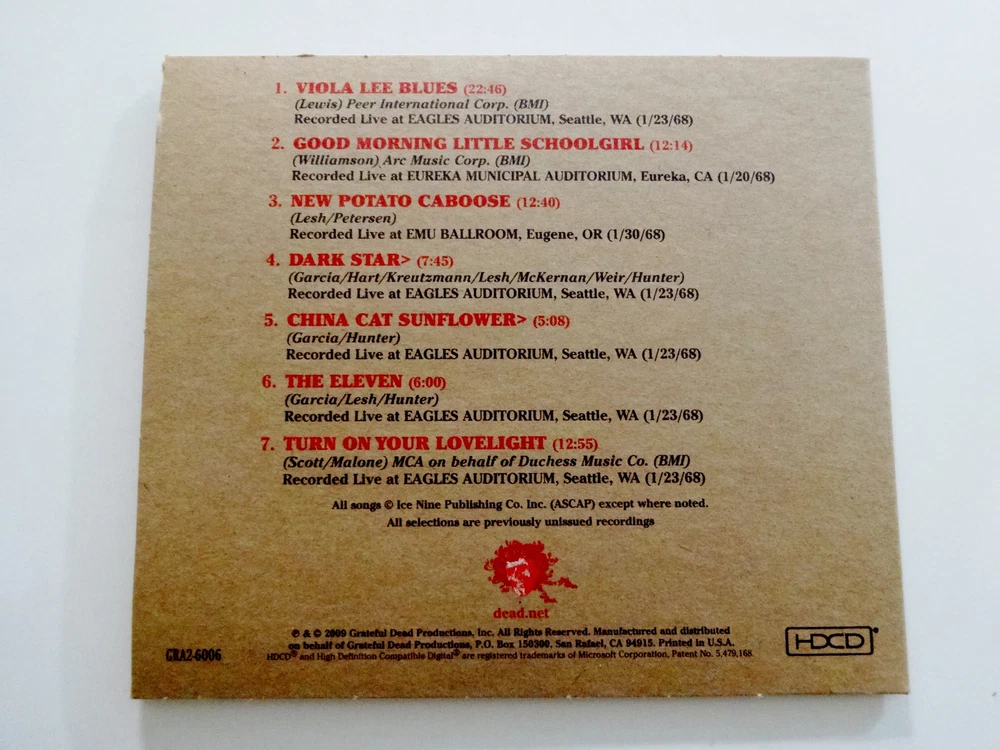 1. VIOLA LEE BLUES (22:46)
(Lewis) Peer International Corp. (BMI)
Recorded Live at EAGLES AUDITORIUM, Seattle, WA (1/23/68)
2. GOOD MORNING LITTLE SCHOOLGIRL (12:14)
(Williamson) Arc Music Corp. (BMI)
Recorded Live at EUREKA MUNICIPAL AUDITORIUM, Eureka, CA (1/20/68)
3. NEW POTATO CABOOSE (12:40)
(Lesh/Petersen)
Recorded Live at EMU BALLROOM, Eugene, OR (1/30/68)
4. DARK STAR> (7:45)
(Garcia/Hart/Kreutzmann/Lesh/McKernan/Weir/Hunter)
Recorded Live at EAGLES AUDITORIUM, Seattle, WA (1/23/68)
5. CHINA CAT SUNFLOWER> (5:08)
(Garcia/Hunter)
Recorded Live at EAGLES AUDITORIUM, Seattle, WA (1/23/68)
6. THE ELEVEN (6:00)
(Garcia/Lesh/Hunter)
Recorded Live at EAGLES AUDITORIUM, Seattle, WA (1/23/68)
7. TURN ON YOUR LOVELIGHT (12:55)
(Scott/Malone) MCA on behalf of Duchess Music Co. (BMI)
Recorded Live at EAGLES AUDITORIUM, Seattle, WA (1/23/68)
All songs © Ice Nine Publishing Co. Inc. (ASCAP) except where noted.
All selections are previously unissued recordings
dead.net
℗ & © 2009 Grateful Dead Productions, Inc. All Rights Reserved. Manufactured and distributed
on behalf of Grateful Dead Productions, P.O. Box 150300, San Rafael, CA 94915. Printed in U.S.A.
HDCD® and High Definition Compatible Digital® are registered trademarks of Microsoft Corporation, Patent No. 5,479,168.
GRA2-6006
HDCD®